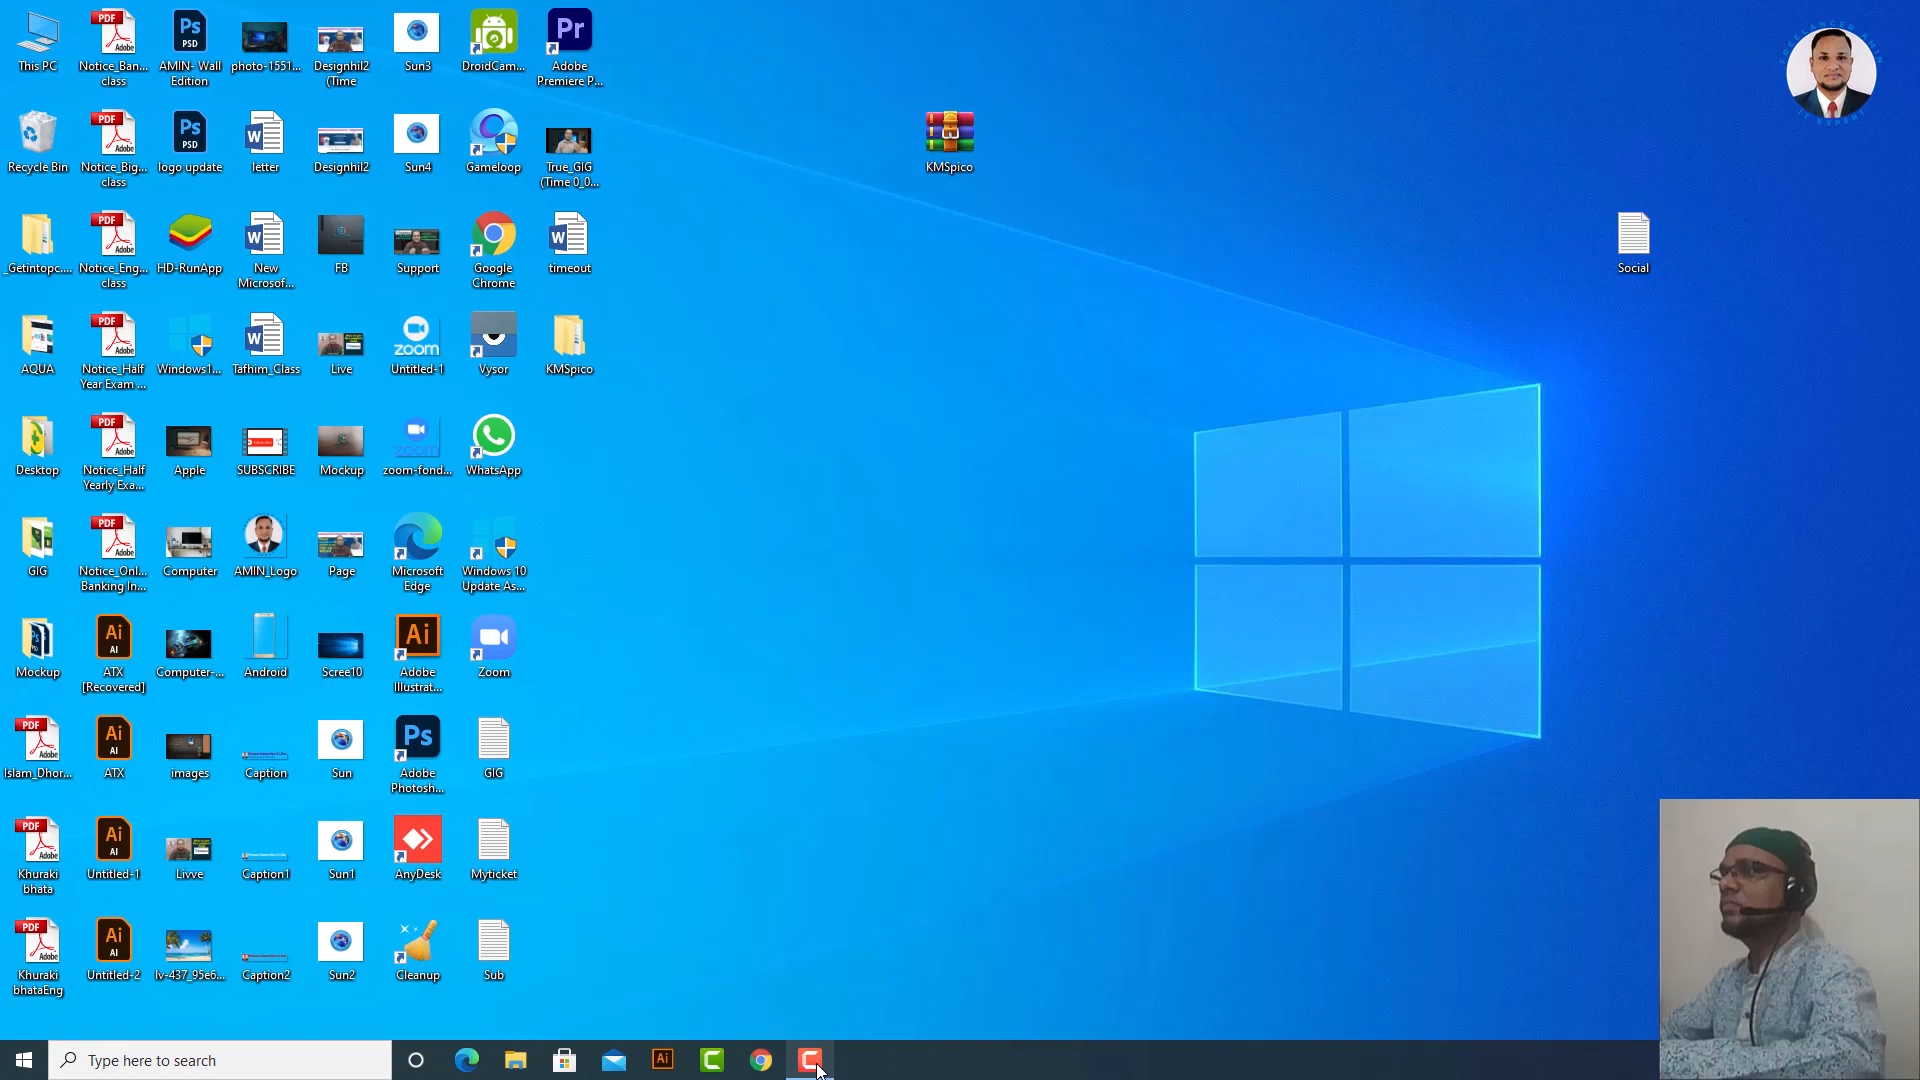 This PC
Notice_Ban...
class
AMIN- Wall
Edition
photo-1551...
Designhil2
(Time
Sun3
DroidCam...
Adobe
Premiere P...
Recycle Bin
Notice_Big...
class
logo update
letter
Designhil2
Sun4
Gameloop
True_GIG
(Time 0_0...
KMSpico
_Getintopc....
Notice_Eng...
class
HD-RunApp
New
Microsof...
FB
Support
Google
Chrome
timeout
Social
AQUA
Notice_Half
Year Exam ...
Windows1...
Tafhim_Class
Live
zoom
Untitled-1
Vysor
KMSpico
Desktop
Notice_Half
Yearly Exa...
Apple
SUBSCRIBE
Mockup
zoom-fond...
WhatsApp
GIG
Notice_Onl...
Banking In...
Computer
AMIN_Logo
Page
Microsoft
Edge
Windows 10
Update As...
Mockup
ATX
[Recovered]
Computer-...
Android
Scree10
Adobe
Illustrat...
Zoom
Islam_Dhor...
ATX
images
Caption
Sun
Adobe
Photosh...
GIG
Khuraki
bhata
Untitled-1
Livve
Caption1
Sun1
AnyDesk
Myticket
Khuraki
bhataEng
Untitled-2
lv-437_95e6...
Caption2
Sun2
Cleanup
Sub
FREELANCER AMIN
IT EXPERT
Type here to search